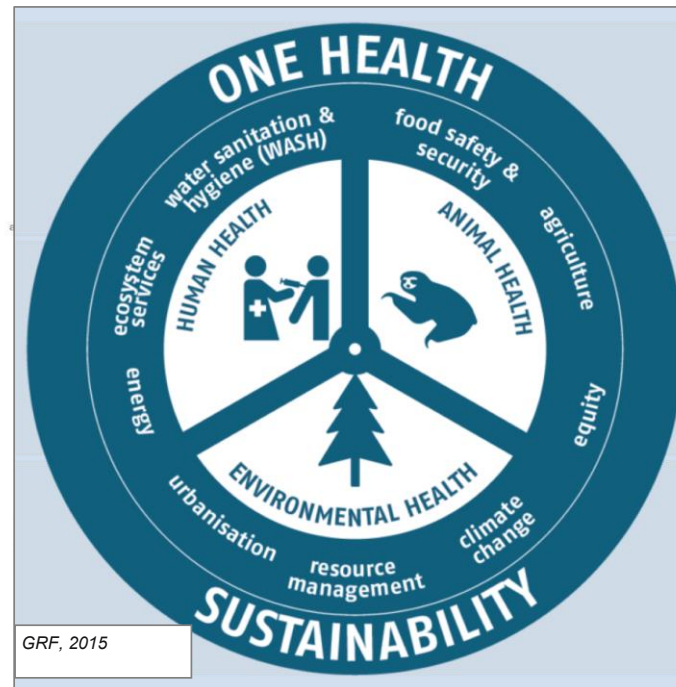 ONE HEALTH
water sanitation &
hygiene (WASH)
food safety &
security
agriculture
equity
climate
change
resource
management
urbanisation
energy
ecosystem
services
HUMAN HEALTH
ANIMAL HEALTH
ENVIRONMENTAL HEALTH
SUSTAINABILITY
GRF, 2015